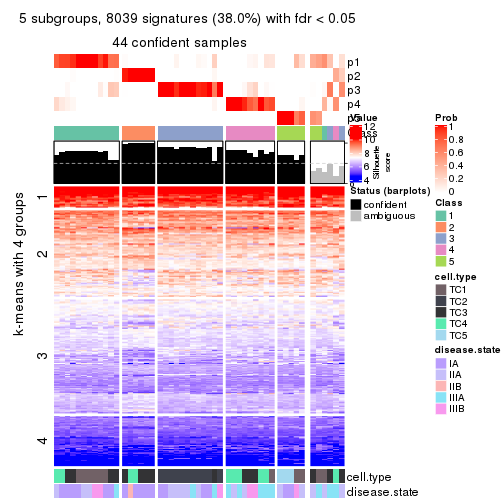 5 subgroups, 8039 signatures (38.0%) with fdr < 0.05
44 confident samples
p1
p2
p3
p4
p5
Class
k-means with 4 groups
1
2
3
4
cell.type
disease.state
Value
12
10
8
6
4
Silhouette
score
Status (barplots)
confident
ambiguous
Prob
1
0.8
0.6
0.4
0.2
0
Class
1
2
3
4
5
cell.type
TC1
TC2
TC3
TC4
TC5
disease.state
IA
IIA
IIB
IIIA
IIIB